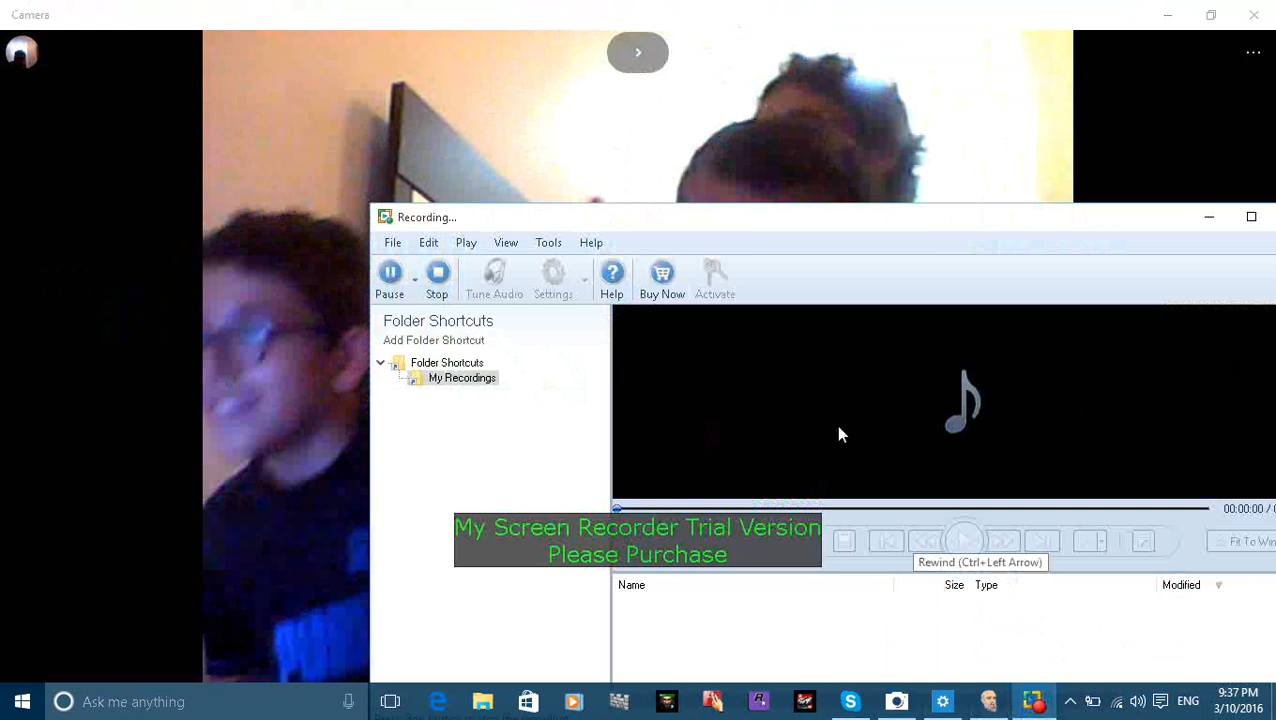 Camera
Recording...
File Edit Play View Tools Help
Pause Stop Tune Audio Settings Help Buy Now Activate
Folder Shortcuts
Add Folder Shortcut
Folder Shortcuts
My Recordings
00:00:00 /
My Screen Recorder Trial Version
Please Purchase
Fit To Win
Rewind (Ctrl+Left Arrow)
Name Size Type Modified
Ask me anything
ENG
9:37 PM
3/10/2016